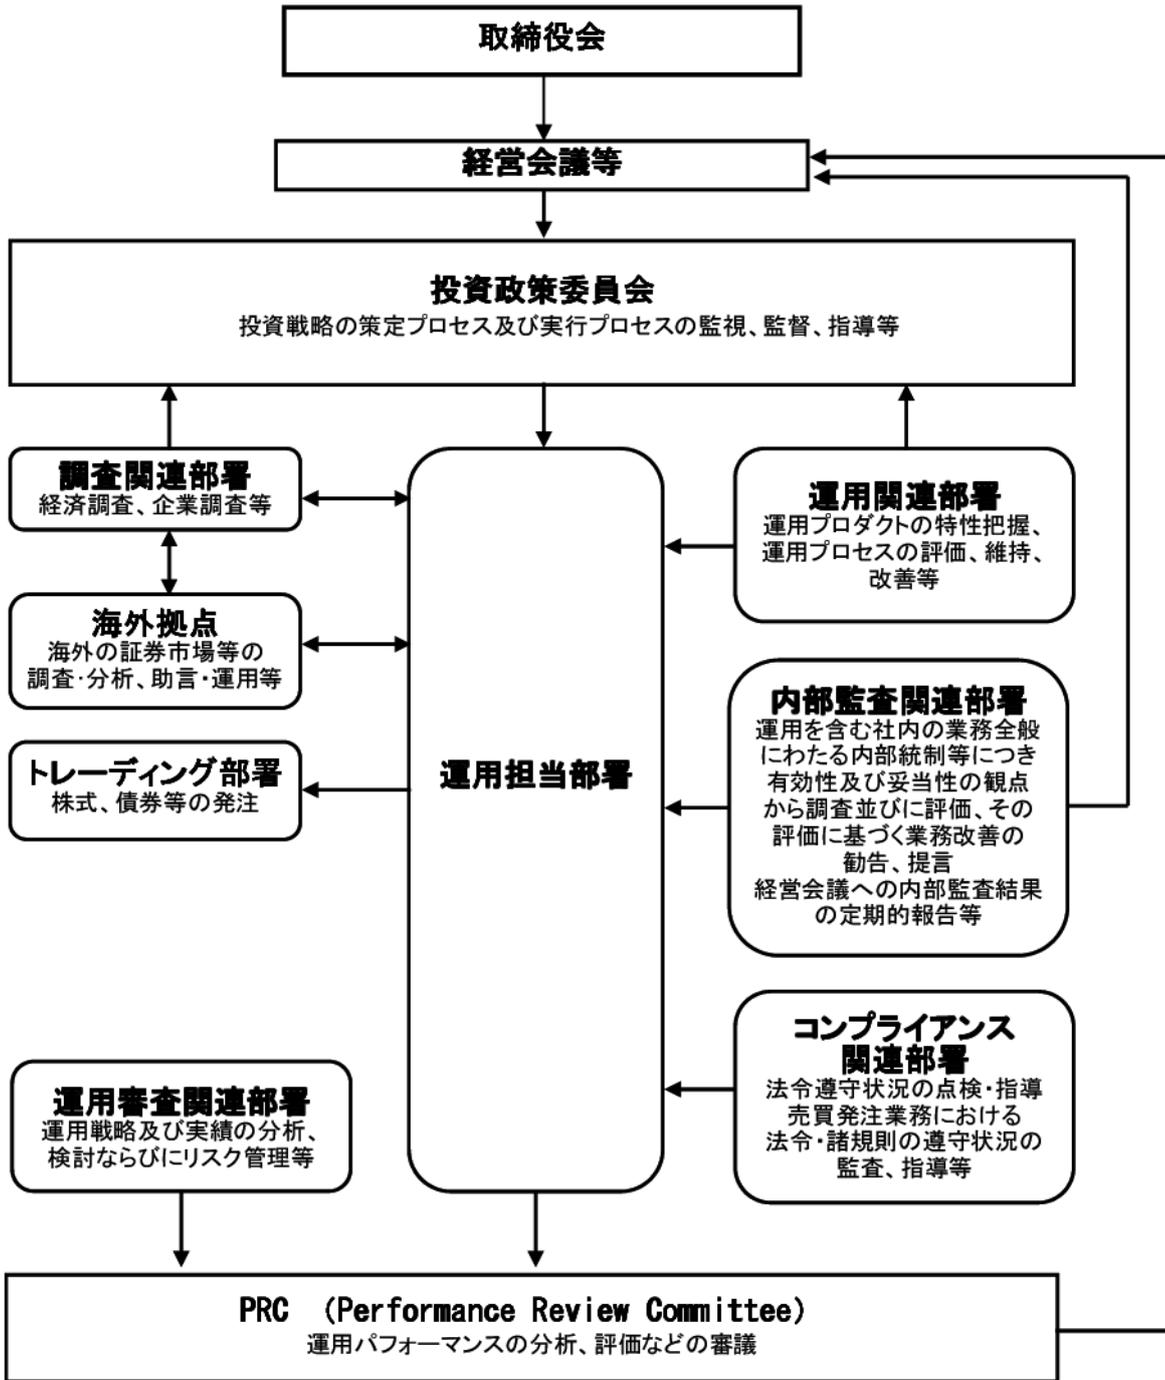 取締役会
経営会議等
投資政策委員会
投資戦略の策定プロセス及び実行プロセスの監視、監督、指導等
調査関連部署
経済調査、企業調査等
海外拠点
海外の証券市場等の
調査・分析、助言・運用等
トレーディング部署
株式、債券等の発注
運用担当部署
運用関連部署
運用プロダクトの特性把握、
運用プロセスの評価、維持、
改善等
内部監査関連部署
運用を含む社内の業務全般
にわたる内部統制等につき
有効性及び妥当性の観点
から調査並びに評価、その
評価に基づく業務改善の
勧告、提言
経営会議への内部監査結果
の定期的報告等
コンプライアンス
関連部署
法令遵守状況の点検・指導
売買発注業務における
法令・諸規則の遵守状況の
監査、指導等
運用審査関連部署
運用戦略及び実績の分析、
検討ならびにリスク管理等
PRC （Performance Review Committee）
運用パフォーマンスの分析、評価などの審議